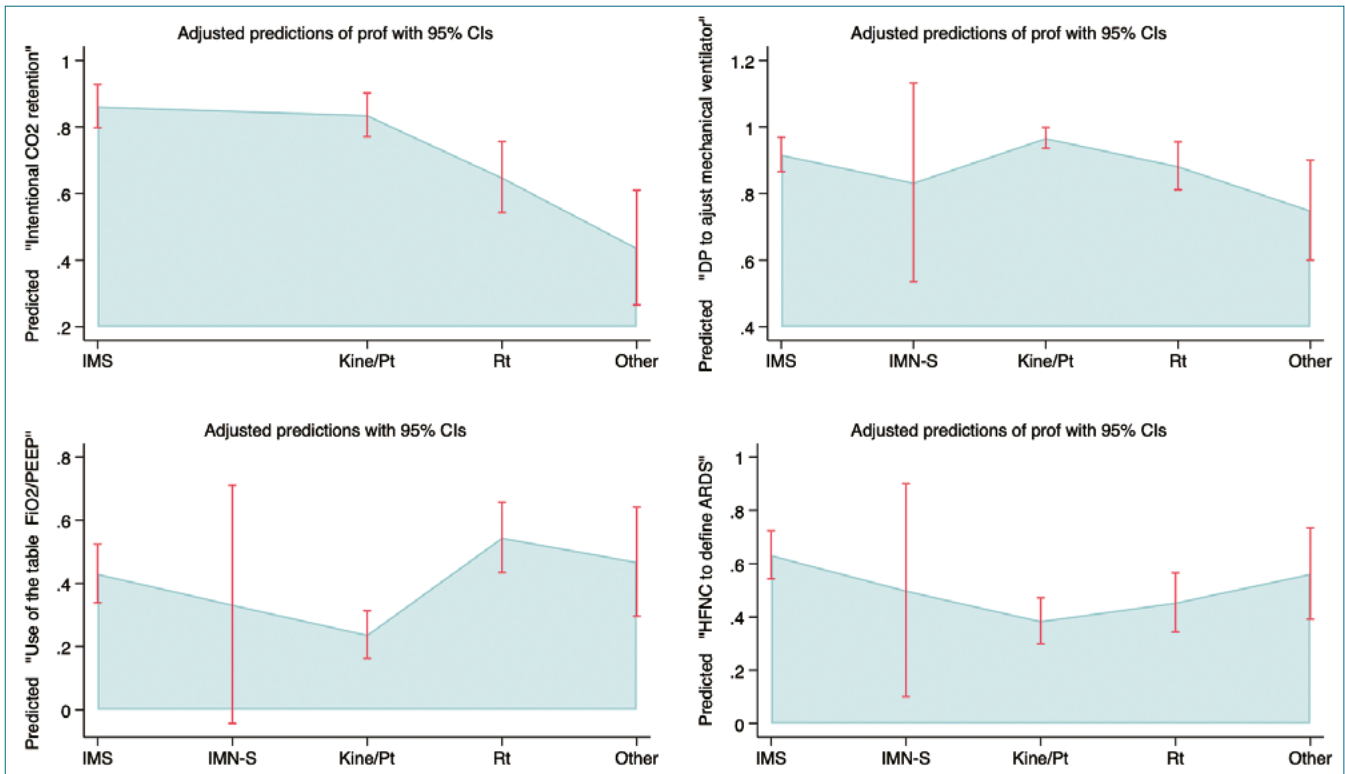 Adjusted predictions of prof with 95% CIs
Predicted "Intentional CO2 retention"
1
.8
.6
.4
.2
IMS Kine/Pt Rt Other
Adjusted predictions of prof with 95% CIs
Predicted "DP to ajust mechanical ventilator"
1.2
1
.8
.6
.4
IMS IMN-S Kine/Pt Rt Other
Adjusted predictions with 95% CIs
Predicted "Use of the table FiO2/PEEP"
.8
.6
.4
.2
0
IMS IMN-S Kine/Pt Rt Other
Adjusted predictions of prof with 95% CIs
Predicted "HFNC to define ARDS"
1
.8
.6
.4
.2
0
IMS IMN-S Kine/Pt Rt Other